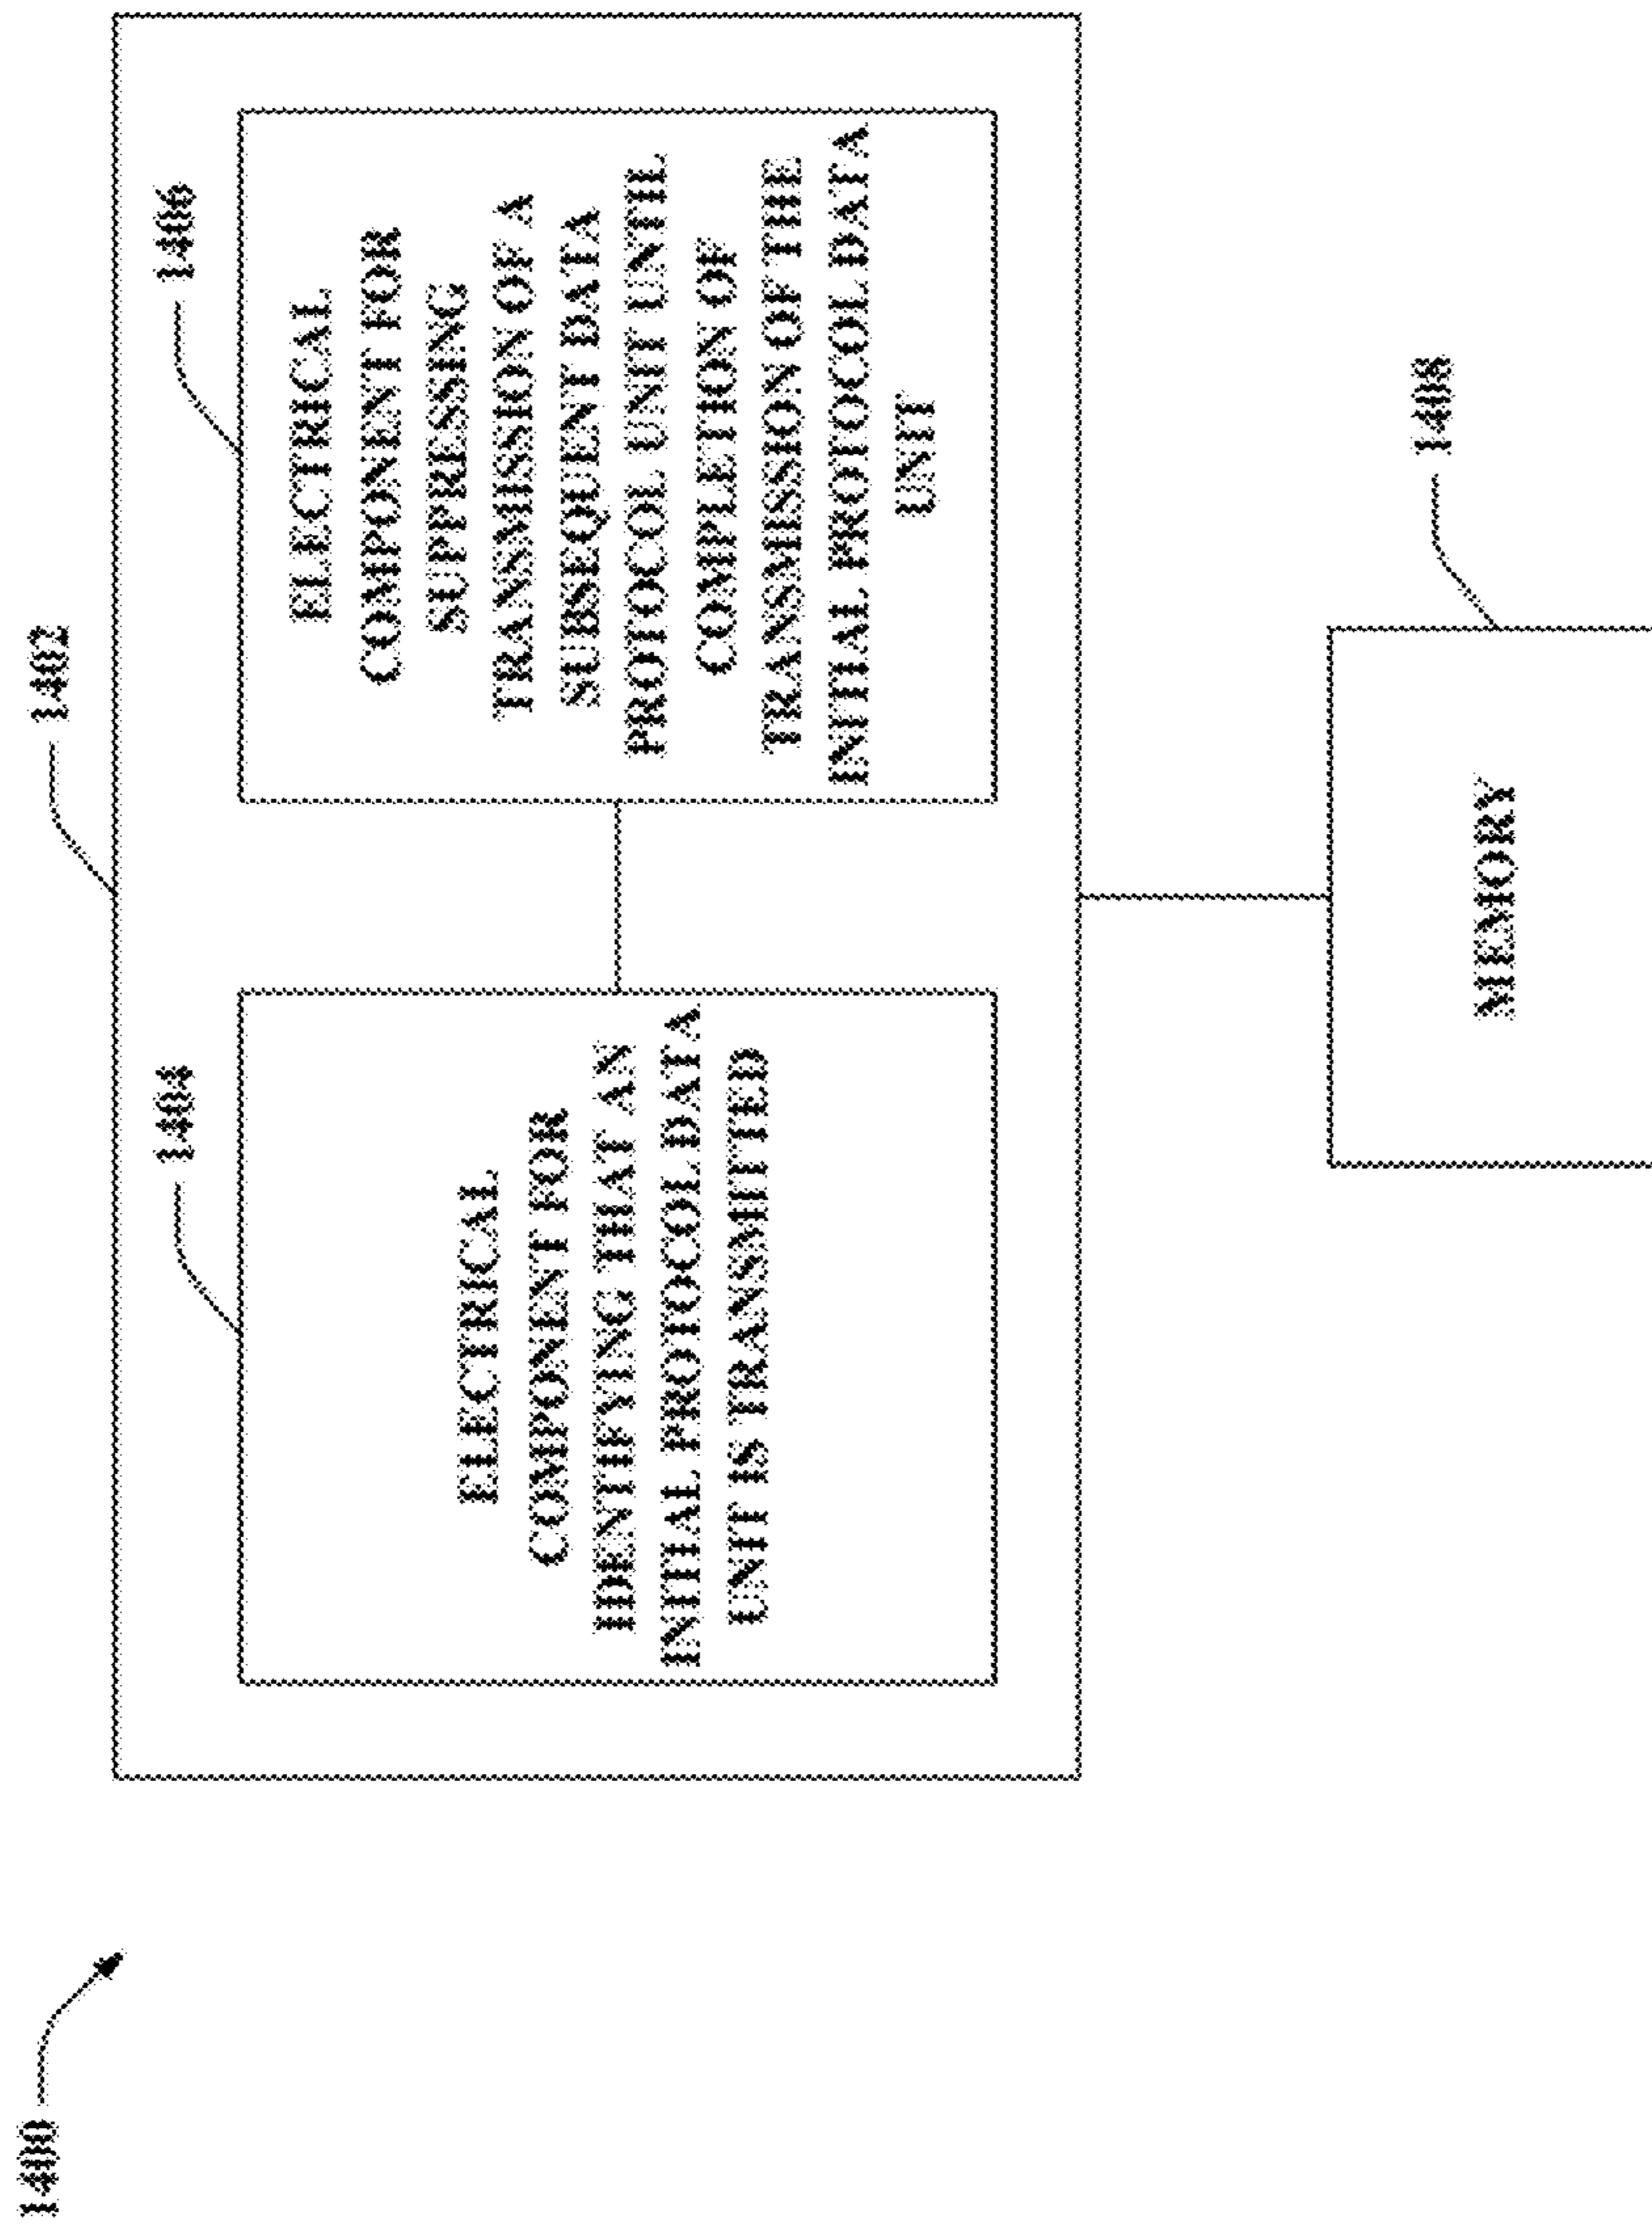 1400
1402
1404
ELECTRICAL
COMPONENT FOR
IDENTIFYING THAT AN
INITIAL PROTOCOL DATA
UNIT IS TRANSMITTED
1406
ELECTRICAL
COMPONENT FOR
SUPPRESSING
TRANSMISSION OF A
SUBSEQUENT DATA
PROTOCOL UNIT UNTIL
COMPLETION OF
TRANSMISSION OF THE
INITIAL PROTOCOL DATA
UNIT
1408
MEMORY